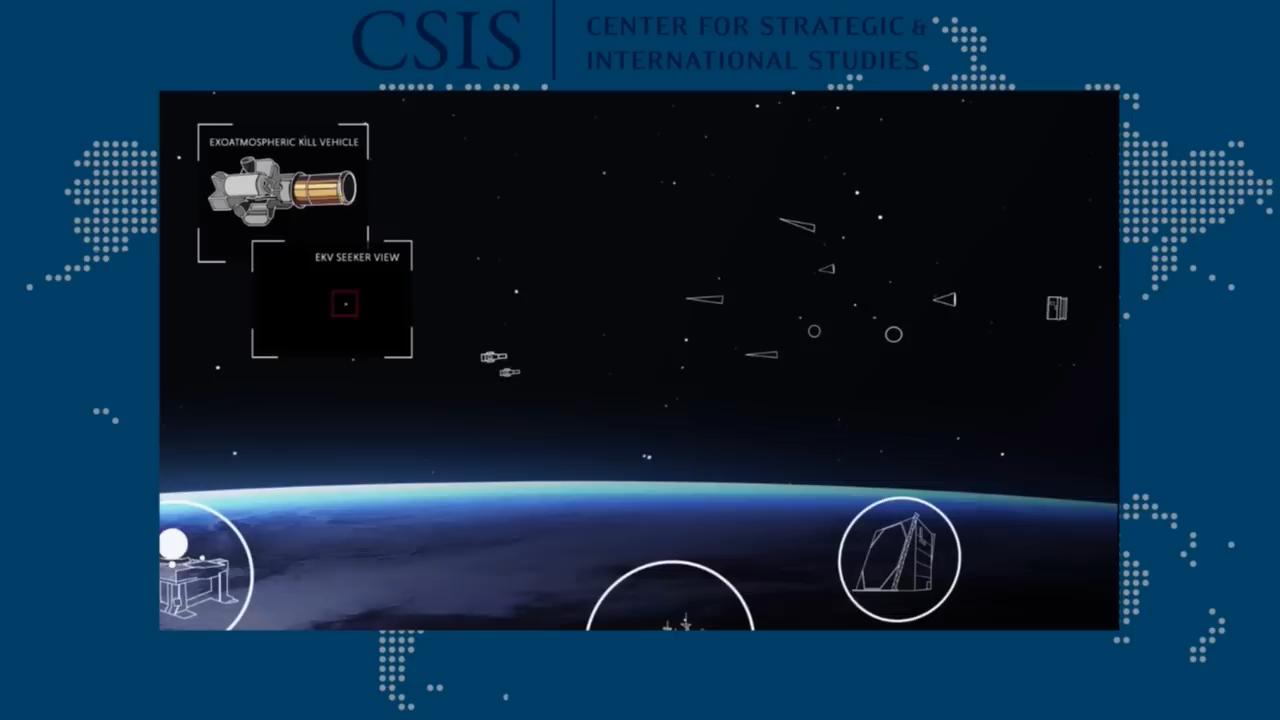 CSIS
CENTER FOR STRATEGIC &
INTERNATIONAL STUDIES
EXOATMOSPHERIC KILL VEHICLE
EKV SEEKER VIEW